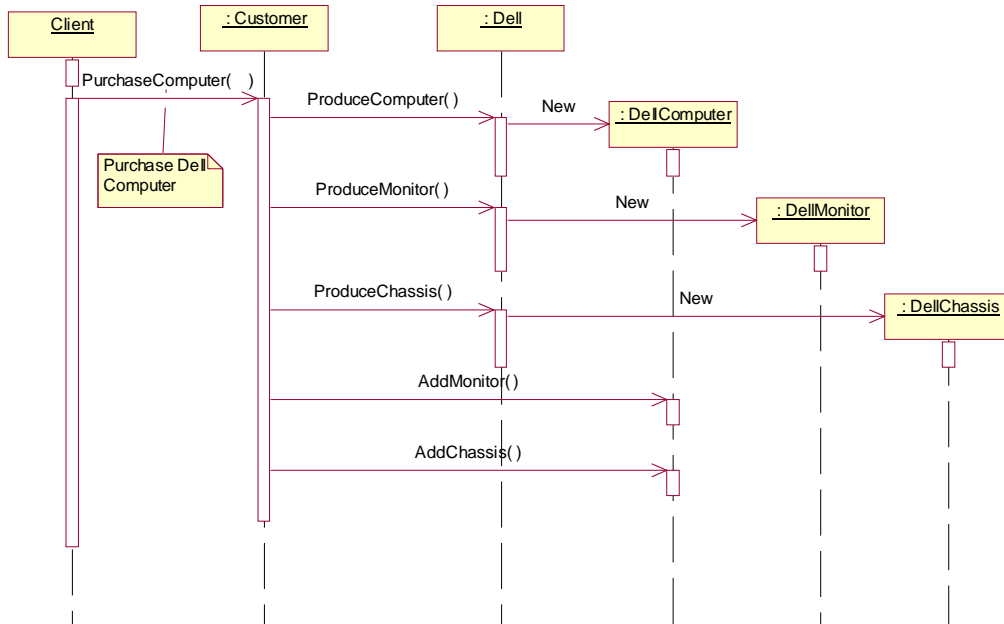 Client
: Customer
: Dell
PurchaseComputer( )
ProduceComputer( )
New
: DellComputer
Purchase Dell
Computer
ProduceMonitor( )
New
: DellMonitor
ProduceChassis( )
New
: DellChassis
AddMonitor( )
AddChassis( )